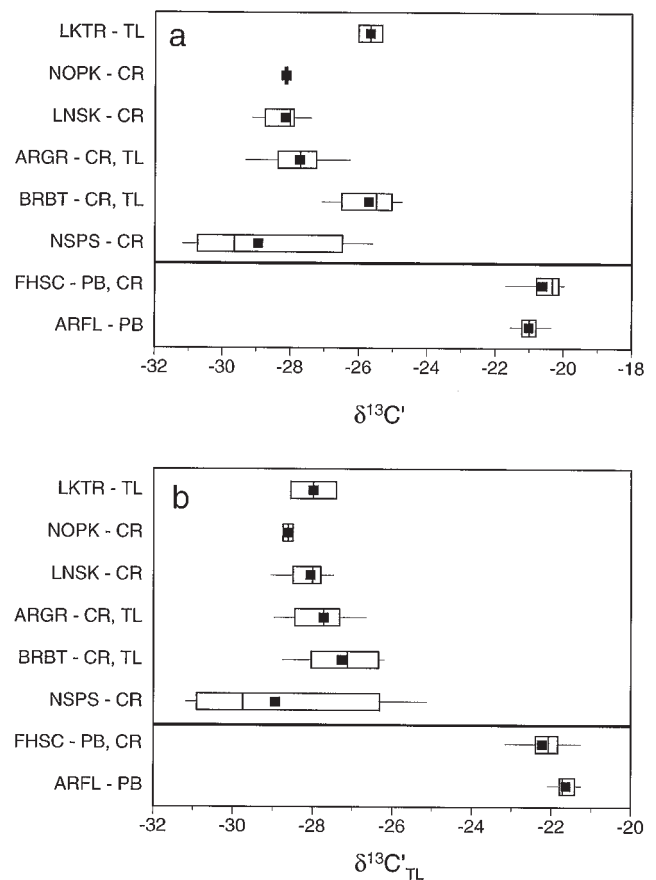 a
LKTR - TL
NOPK - CR
LNSK - CR
ARGR - CR, TL
BRBT - CR, TL
NSPS - CR
FHSC - PB, CR
ARFL - PB
-32 -30 -28 -26 -24 -22 -20 -18
δ¹³C'
b
LKTR - TL
NOPK - CR
LNSK - CR
ARGR - CR, TL
BRBT - CR, TL
NSPS - CR
FHSC - PB, CR
ARFL - PB
-32 -30 -28 -26 -24 -22 -20
δ¹³C'TL